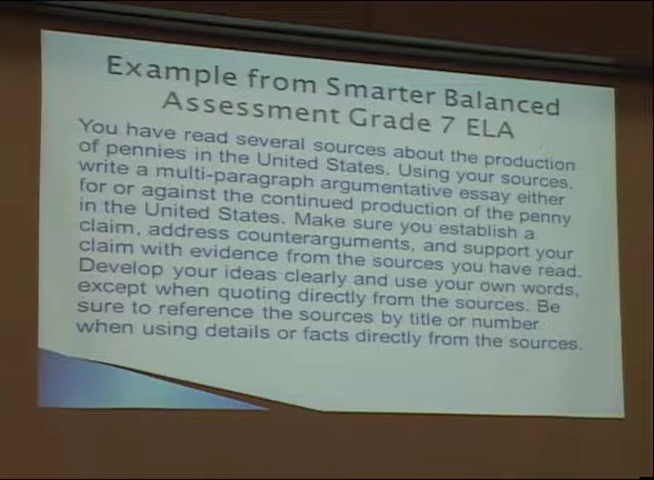 Example from Smarter Balanced
Assessment Grade 7 ELA
You have read several sources about the production
of pennies in the United States. Using your sources,
write a multi-paragraph argumentative essay either
for or against the continued production of the penny
in the United States. Make sure you establish a
claim, address counterarguments, and support your
claim with evidence from the sources you have read.
Develop your ideas clearly and use your own words,
except when quoting directly from the sources. Be
sure to reference the sources by title or number
when using details or facts directly from the sources.